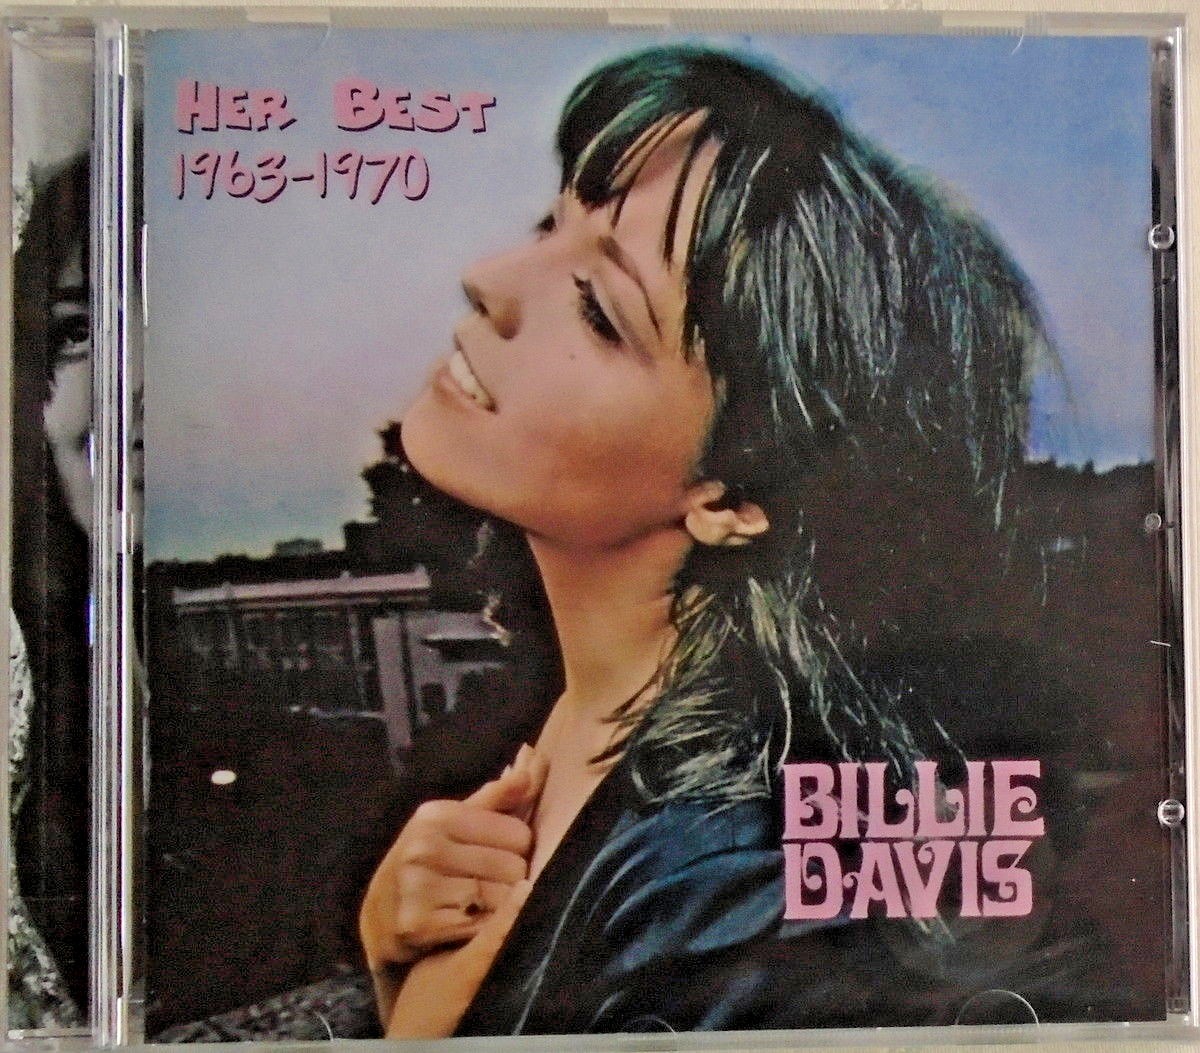 HER BEST
1963-1970
BILLIE
DAVIS